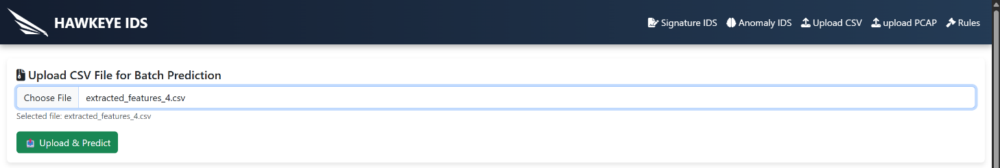 HAWKEYE IDS Signature IDS Anomaly IDS Upload CSV upload PCAP Rules
Upload CSV File for Batch Prediction
Choose File extracted_features_4.csv
Selected file: extracted_features_4.csv
Upload & Predict